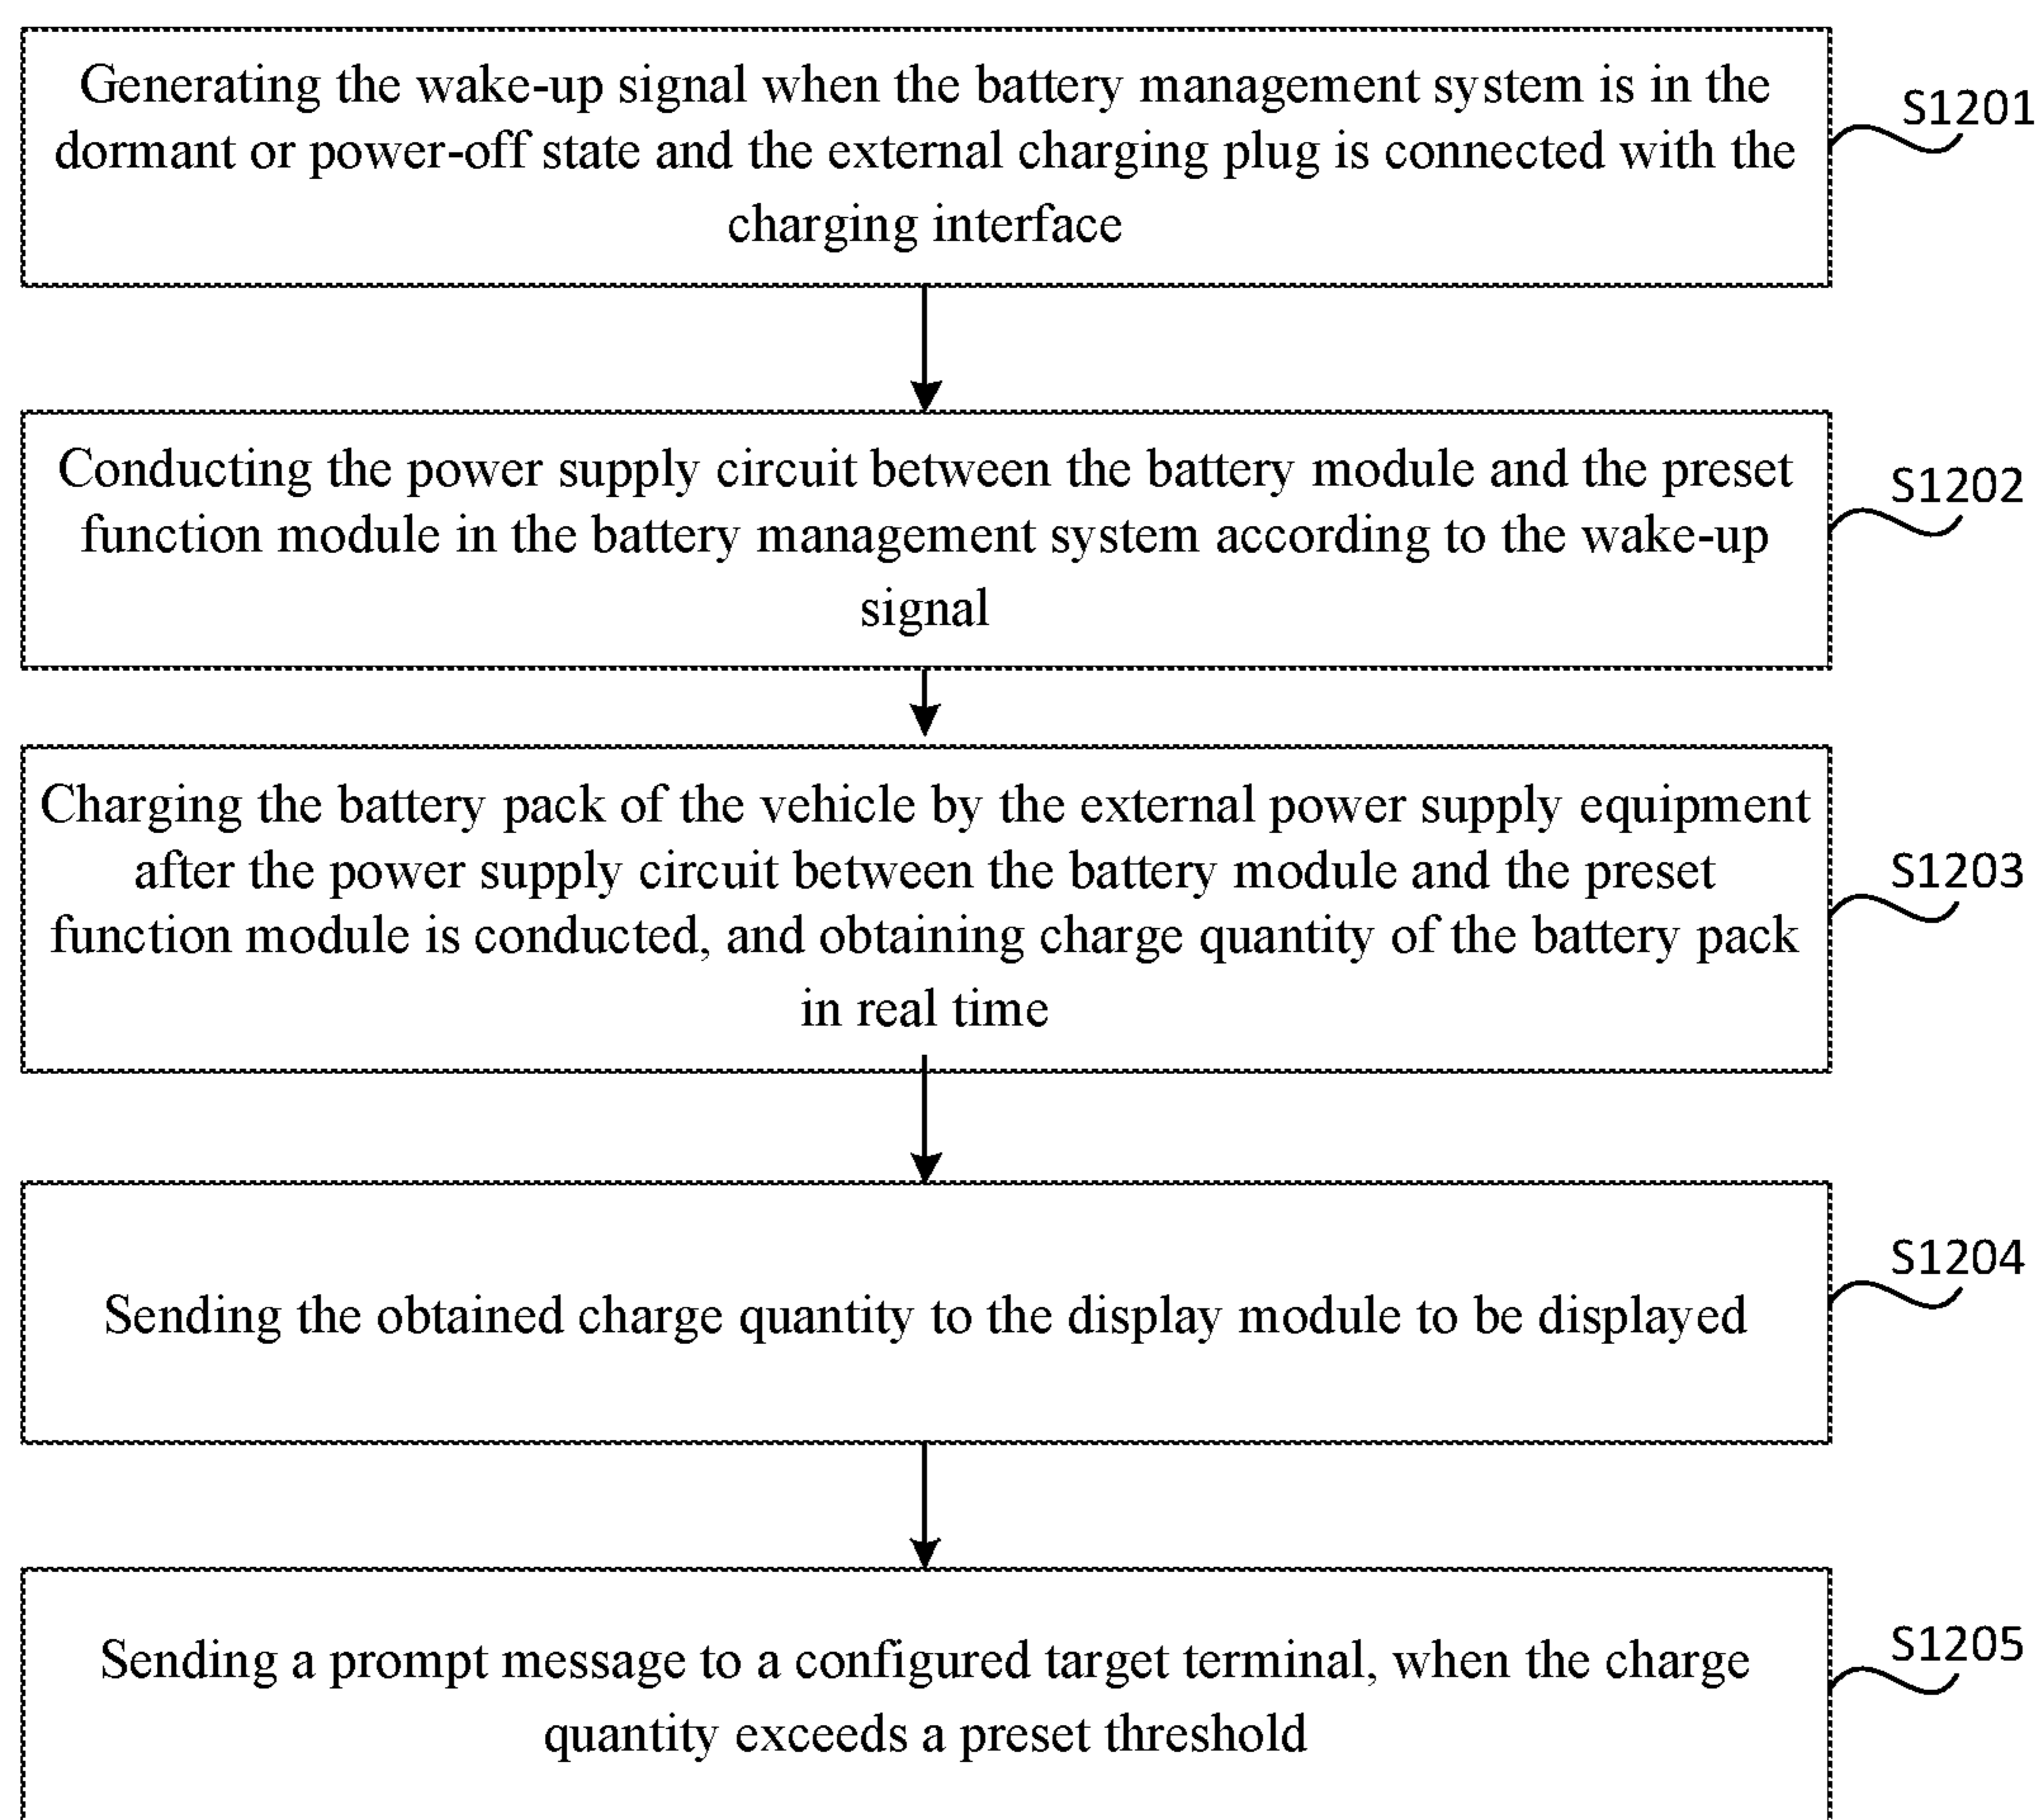 Generating the wake-up signal when the battery management system is in the
dormant or power-off state and the external charging plug is connected with the
charging interface
S1201
Conducting the power supply circuit between the battery module and the preset
function module in the battery management system according to the wake-up
signal
S1202
Charging the battery pack of the vehicle by the external power supply equipment
after the power supply circuit between the battery module and the preset
function module is conducted, and obtaining charge quantity of the battery pack
in real time
S1203
Sending the obtained charge quantity to the display module to be displayed
S1204
Sending a prompt message to a configured target terminal, when the charge
quantity exceeds a preset threshold
S1205